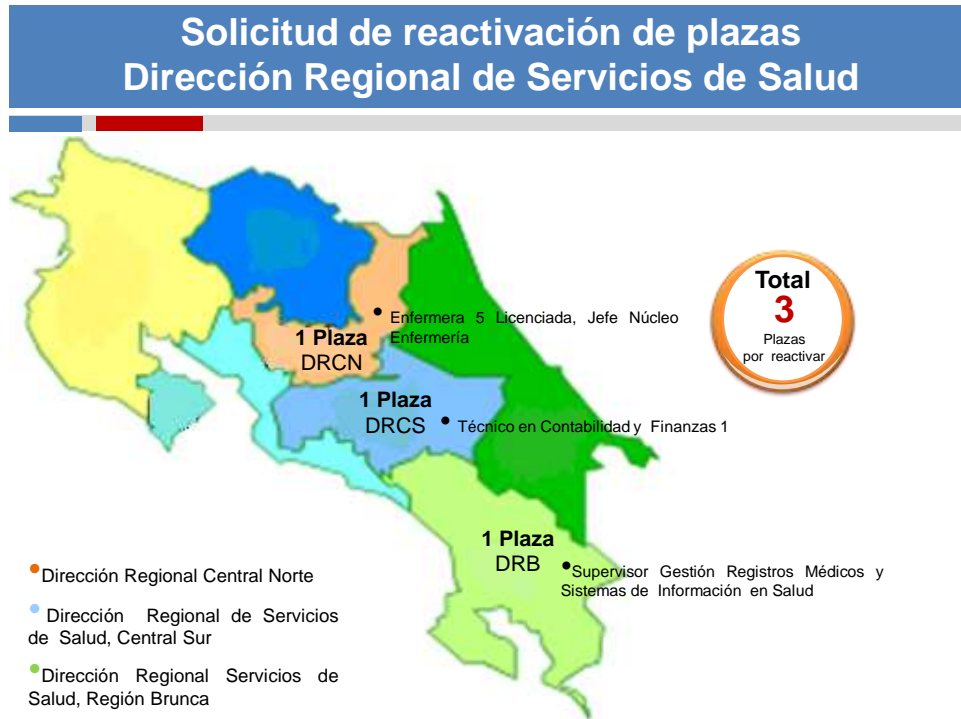 Solicitud de reactivación de plazas
Dirección Regional de Servicios de Salud
Total
3
Plazas
por reactivar
• Enfermera 5 Licenciada, Jefe Núcleo
Enfermería
1 Plaza
DRCN
1 Plaza
DRCS
• Técnico en Contabilidad y Finanzas 1
1 Plaza
DRB
•Supervisor Gestión Registros Médicos y
Sistemas de Información en Salud
•Dirección Regional Central Norte
• Dirección Regional de Servicios
de Salud, Central Sur
•Dirección Regional Servicios de
Salud, Región Brunca